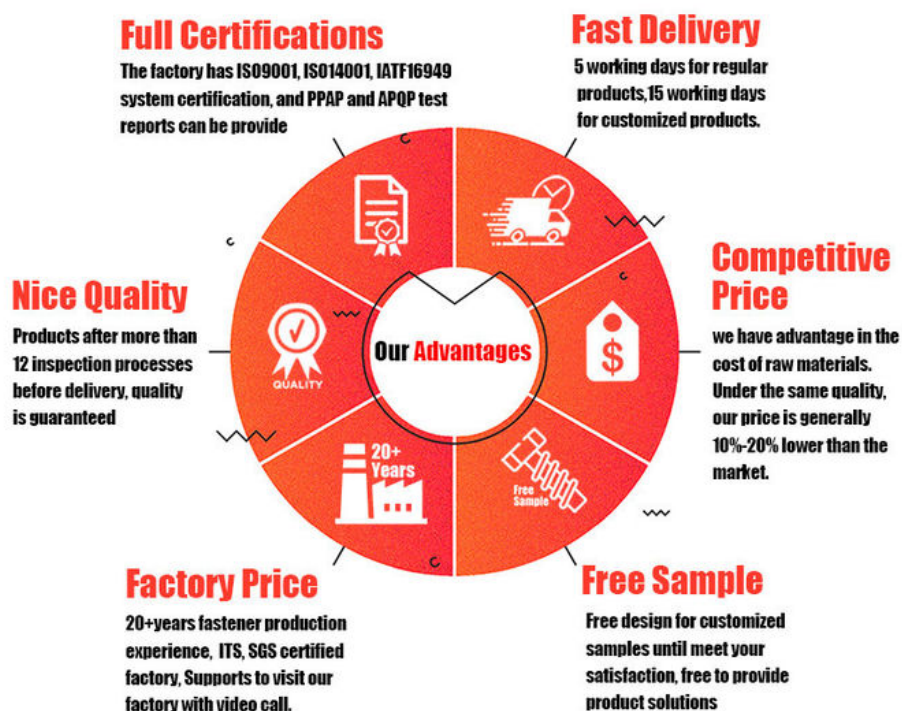 Full Certifications
The factory has ISO9001, ISO14001, IATF16949
system certification, and PPAP and APQP test
reports can be provide
Fast Delivery
5 working days for regular
products,15 working days
for customized products.
Nice Quality
Products after more than
12 inspection processes
before delivery, quality
is guaranteed
QUALITY
Our Advantages
$
Competitive
Price
we have advantage in the
cost of raw materials.
Under the same quality,
our price is generally
10%-20% lower than the
market.
20+
Years
Free
Sample
Factory Price
20+years fastener production
experience, ITS, SGS certified
factory, Supports to visit our
factory with video call.
Free Sample
Free design for customized
samples until meet your
satisfaction, free to provide
product solutions